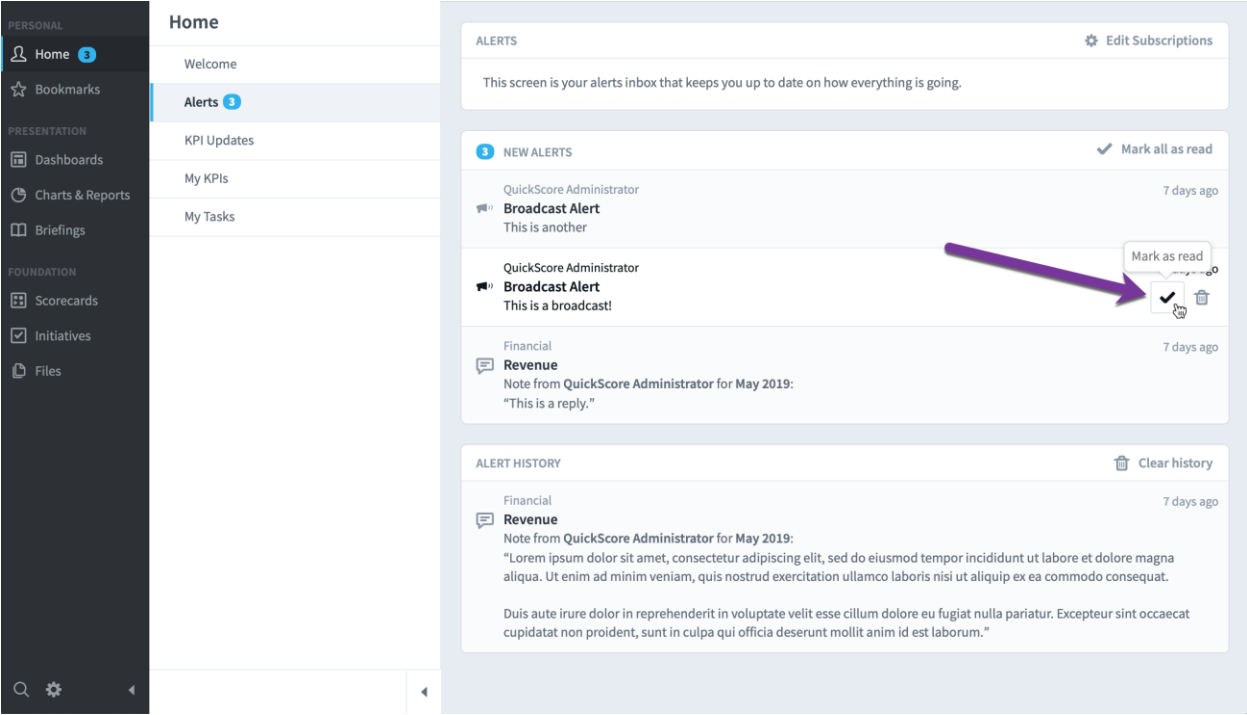 PERSONAL
Home 3
Bookmarks
PRESENTATION
Dashboards
Charts & Reports
Briefings
FOUNDATION
Scorecards
Initiatives
Files
Home
Welcome
Alerts 3
KPI Updates
My KPIs
My Tasks
ALERTS
Edit Subscriptions
This screen is your alerts inbox that keeps you up to date on how everything is going.
3 NEW ALERTS
Mark all as read
QuickScore Administrator
7 days ago
Broadcast Alert
This is another
QuickScore Administrator
Mark as read
Broadcast Alert
This is a broadcast!
Financial
7 days ago
Revenue
Note from QuickScore Administrator for May 2019:
“This is a reply.”
ALERT HISTORY
Clear history
Financial
7 days ago
Revenue
Note from QuickScore Administrator for May 2019:
“Lorem ipsum dolor sit amet, consectetur adipiscing elit, sed do eiusmod tempor incididunt ut labore et dolore magna
aliqua. Ut enim ad minim veniam, quis nostrud exercitation ullamco laboris nisi ut aliquip ex ea commodo consequat.
Duis aute irure dolor in reprehenderit in voluptate velit esse cillum dolore eu fugiat nulla pariatur. Excepteur sint occaecat
cupidatat non proident, sunt in culpa qui officia deserunt mollit anim id est laborum.”